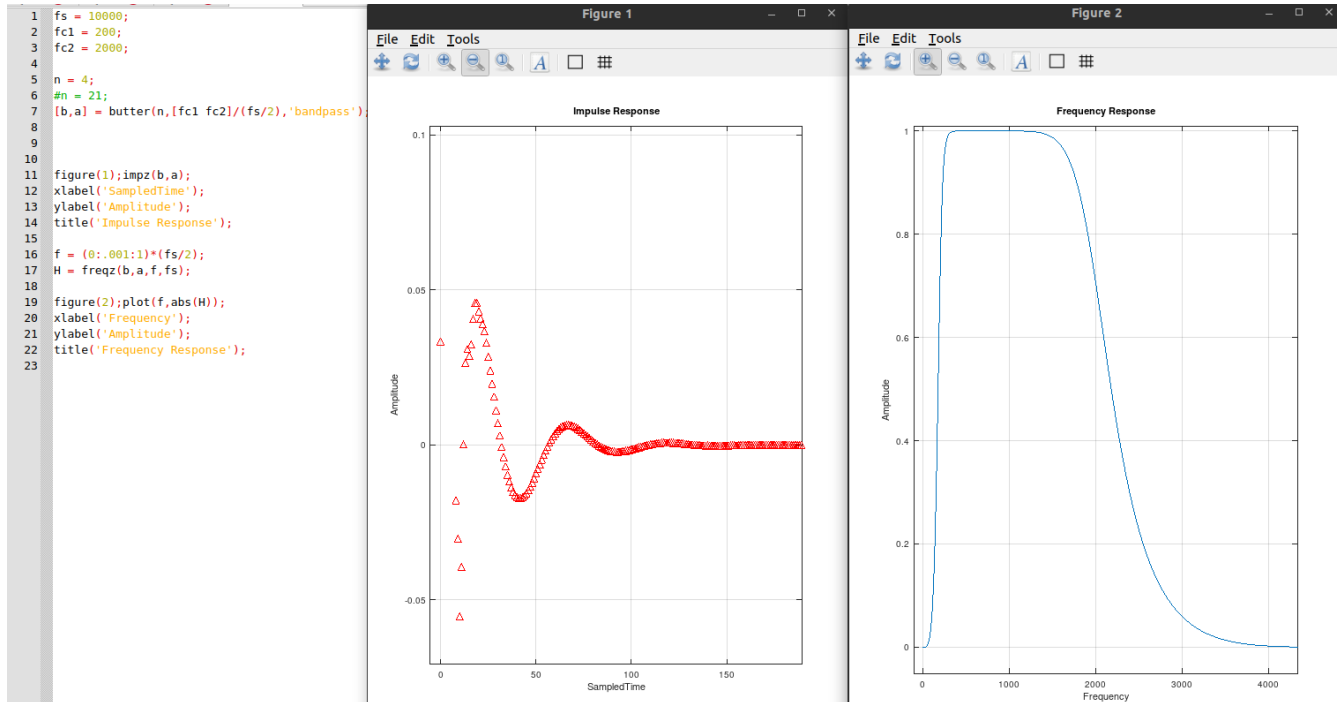 1 fs = 10000;
2 fc1 = 200;
3 fc2 = 2000;
4
5 n = 4;
6 #n = 21;
7 [b,a] = butter(n,[fc1 fc2]/(fs/2),'bandpass');
8
9
10
11 figure(1);impz(b,a);
12 xlabel('SampledTime');
13 ylabel('Amplitude');
14 title('Impulse Response');
15
16 f = (0:.001:1)*(fs/2);
17 H = freqz(b,a,f,fs);
18
19 figure(2);plot(f,abs(H));
20 xlabel('Frequency');
21 ylabel('Amplitude');
22 title('Frequency Response');
23
Figure 1
File Edit Tools
A
Impulse Response
0.1
0.05
0
-0.05
Amplitude
0 50 100 150
SampledTime
Figure 2
File Edit Tools
A
Frequency Response
1
0.8
0.6
0.4
0.2
0
Amplitude
0 1000 2000 3000 4000
Frequency